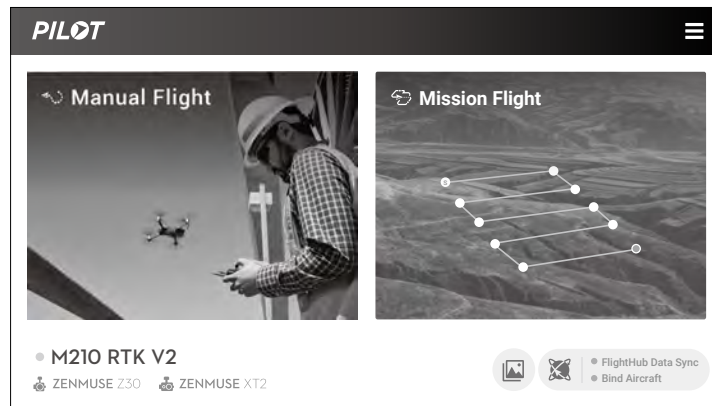 PILOT
Manual Flight
Mission Flight
S
M210 RTK V2
ZENMUSE Z30 ZENMUSE XT2
FlightHub Data Sync
Bind Aircraft